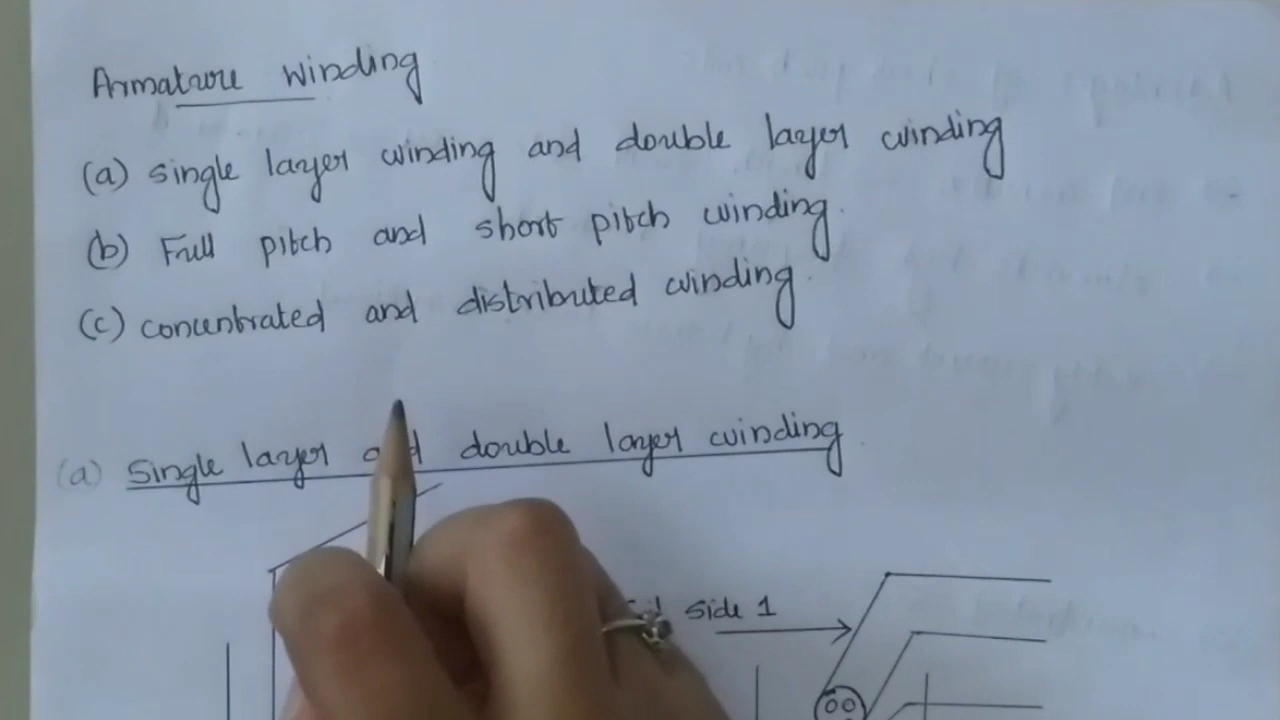 Armature winding
(a) single layer winding and double layer winding
(b) Full pitch and short pitch winding.
(c) concentrated and distributed winding.
(a) Single layer and double layer winding.
side 1